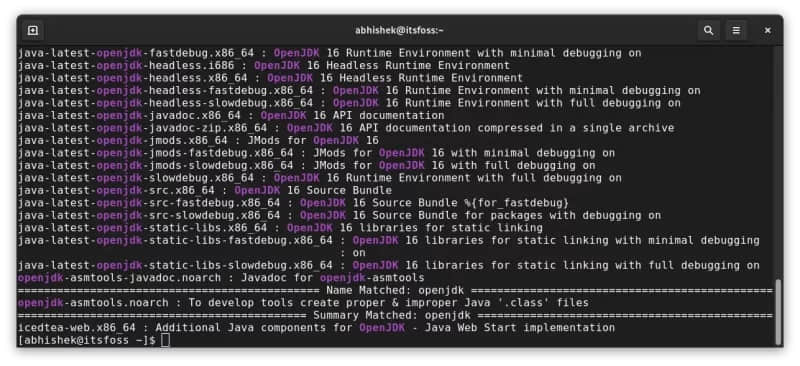 abhishek@itsfoss:~
java-latest-openjdk-fastdebug.x86_64 : OpenJDK 16 Runtime Environment with minimal debugging on
java-latest-openjdk-headless.i686 : OpenJDK 16 Headless Runtime Environment
java-latest-openjdk-headless.x86_64 : OpenJDK 16 Headless Runtime Environment
java-latest-openjdk-headless-fastdebug.x86_64 : OpenJDK 16 Runtime Environment with minimal debugging on
java-latest-openjdk-headless-slowdebug.x86_64 : OpenJDK 16 Runtime Environment with full debugging on
java-latest-openjdk-javadoc.x86_64 : OpenJDK 16 API documentation
java-latest-openjdk-javadoc-zip.x86_64 : OpenJDK 16 API documentation compressed in a single archive
java-latest-openjdk-jmods.x86_64 : JMods for OpenJDK 16
java-latest-openjdk-jmods-fastdebug.x86_64 : JMods for OpenJDK 16 with minimal debugging on
java-latest-openjdk-jmods-slowdebug.x86_64 : JMods for OpenJDK 16 with full debugging on
java-latest-openjdk-slowdebug.x86_64 : OpenJDK 16 Runtime Environment with full debugging on
java-latest-openjdk-src.x86_64 : OpenJDK 16 Source Bundle
java-latest-openjdk-src-fastdebug.x86_64 : OpenJDK 16 Source Bundle %{for_fastdebug}
java-latest-openjdk-src-slowdebug.x86_64 : OpenJDK 16 Source Bundle for packages with debugging on
java-latest-openjdk-static-libs.x86_64 : OpenJDK 16 libraries for static linking
java-latest-openjdk-static-libs-fastdebug.x86_64 : OpenJDK 16 libraries for static linking with minimal debugging
: on
java-latest-openjdk-static-libs-slowdebug.x86_64 : OpenJDK 16 libraries for static linking with full debugging on
openjdk-asmtools-javadoc.noarch : Javadoc for openjdk-asmtools
============================================== Name Matched: openjdk ==============================================
openjdk-asmtools.noarch : To develop tools create proper & improper Java '.class' files
============================================ Summary Matched: openjdk =============================================
icedtea-web.x86_64 : Additional Java components for OpenJDK - Java Web Start implementation
[abhishek@itsfoss ~]$